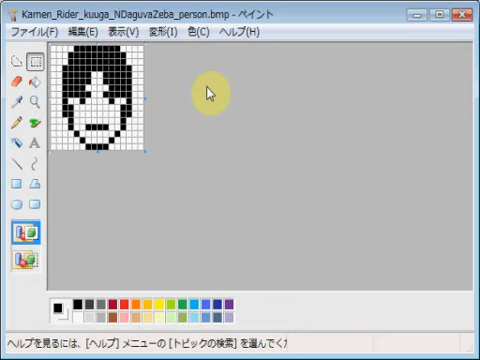 Kamen_Rider_kuuga_NDaguvaZeba_person.bmp - ペイント
ファイル(F) 編集(E) 表示(V) 変形(I) 色(C) ヘルプ(H)
A
ヘルプを見るには、[ヘルプ] メニューの [トピックの検索] を選んでくだ